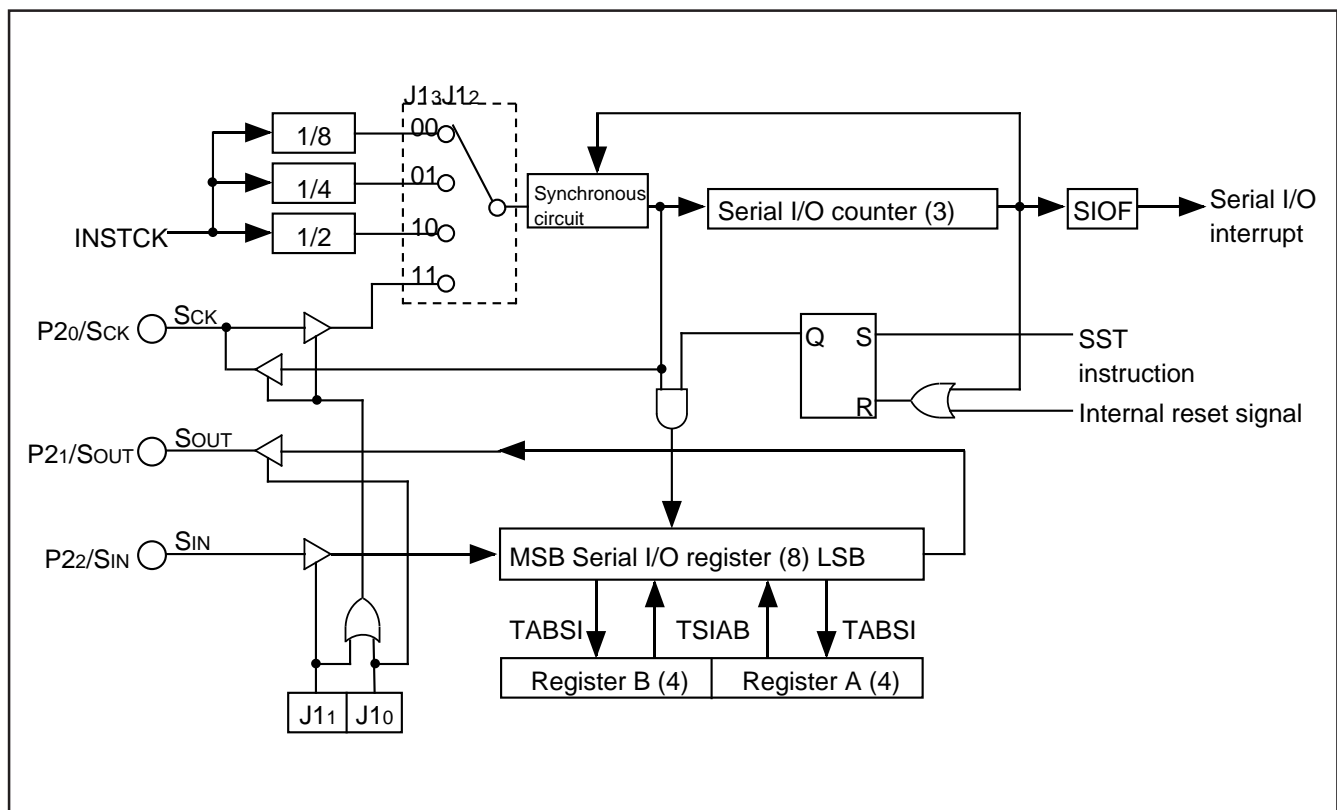 J13J12
00
1/8
01
1/4
Synchronous
circuit
Serial I/O counter (3)
SIOF
Serial I/O
interrupt
10
INSTCK
1/2
11
P20/SCK
SCK
Q
S
SST
instruction
R
Internal reset signal
P21/SOUT
SOUT
P22/SIN
SIN
MSB Serial I/O register (8) LSB
TABSI
TSIAB
TABSI
Register B (4)
Register A (4)
J11
J10